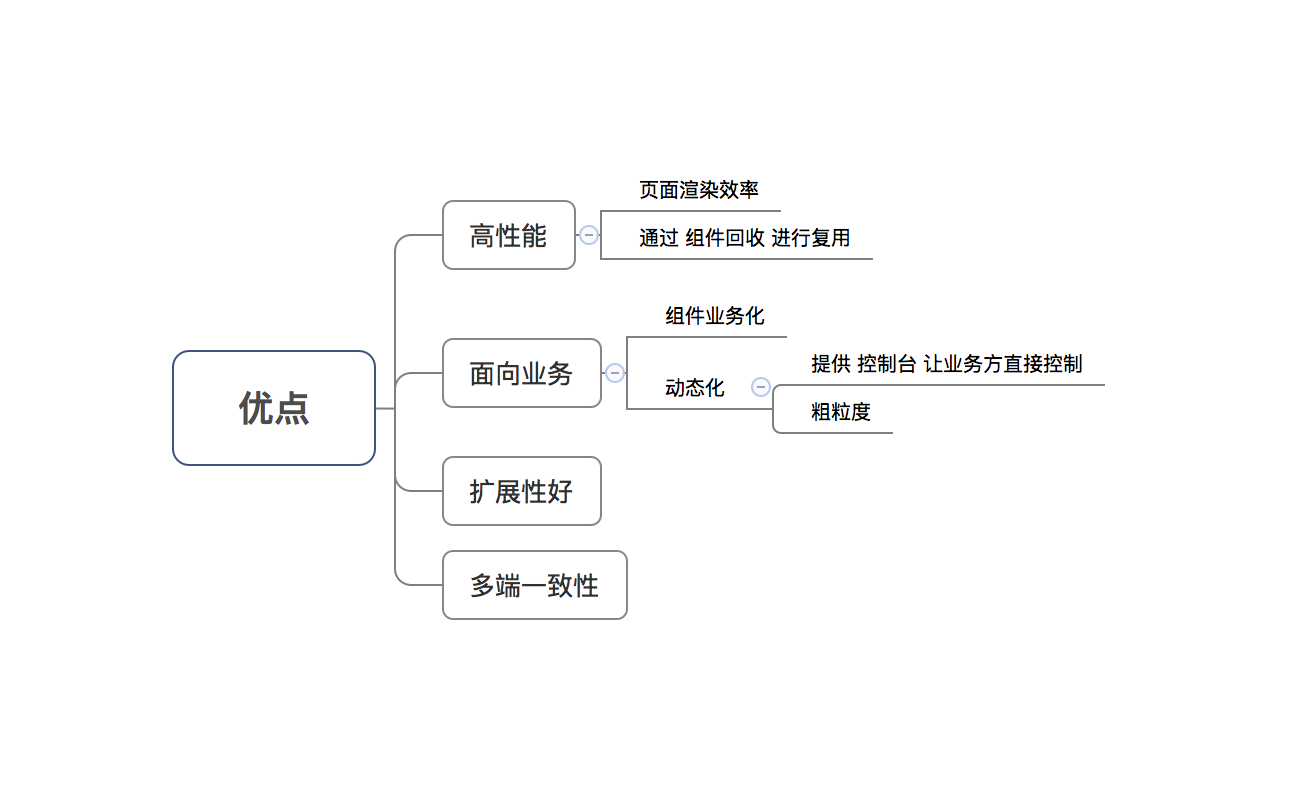 优点
高性能
页面渲染效率
通过 组件回收 进行复用
面向业务
组件业务化
动态化
提供 控制台 让业务方直接控制
粗粒度
扩展性好
多端一致性